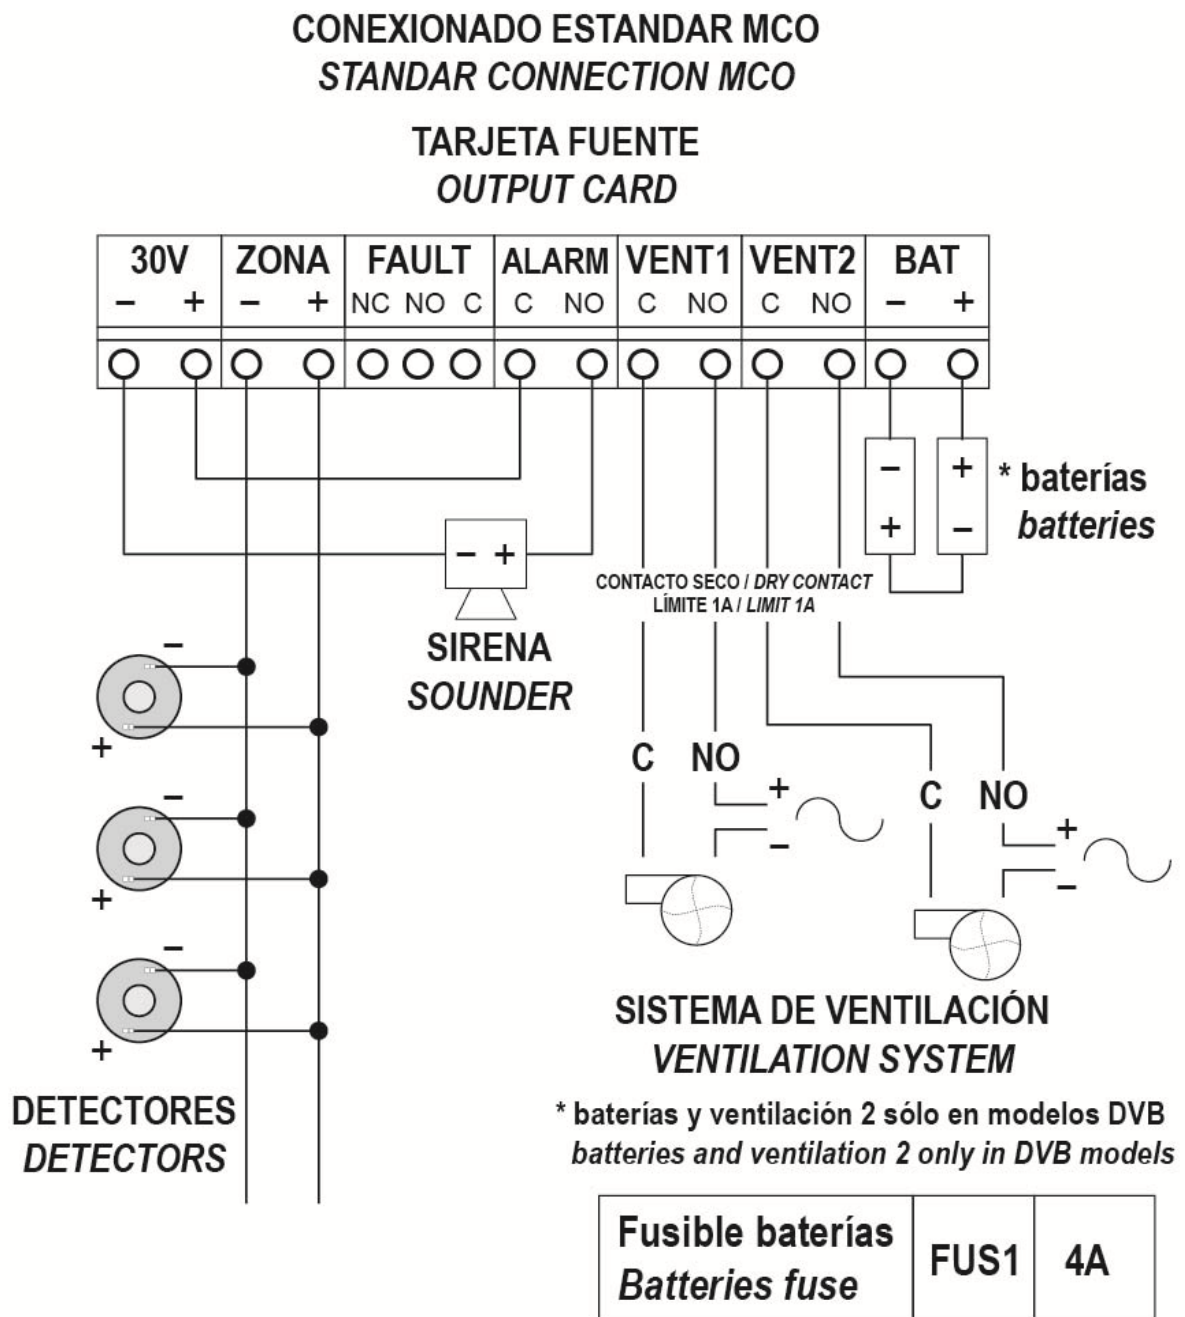 CONEXIONADO ESTANDAR MCO
STANDAR CONNECTION MCO
TARJETA FUENTE
OUTPUT CARD
30V ZONA FAULT ALARM VENT1 VENT2 BAT
− + − + NC NO C C NO C NO C NO − +
− +
+ −
* baterías
batteries
− +
CONTACTO SECO / DRY CONTACT
LÍMITE 1A / LIMIT 1A
SIRENA
SOUNDER
−
+
C NO
+
−
C NO
+
−
−
+
−
+
DETECTORES
DETECTORS
SISTEMA DE VENTILACIÓN
VENTILATION SYSTEM
* baterías y ventilación 2 sólo en modelos DVB
batteries and ventilation 2 only in DVB models
Fusible baterías
Batteries fuse
FUS1
4A